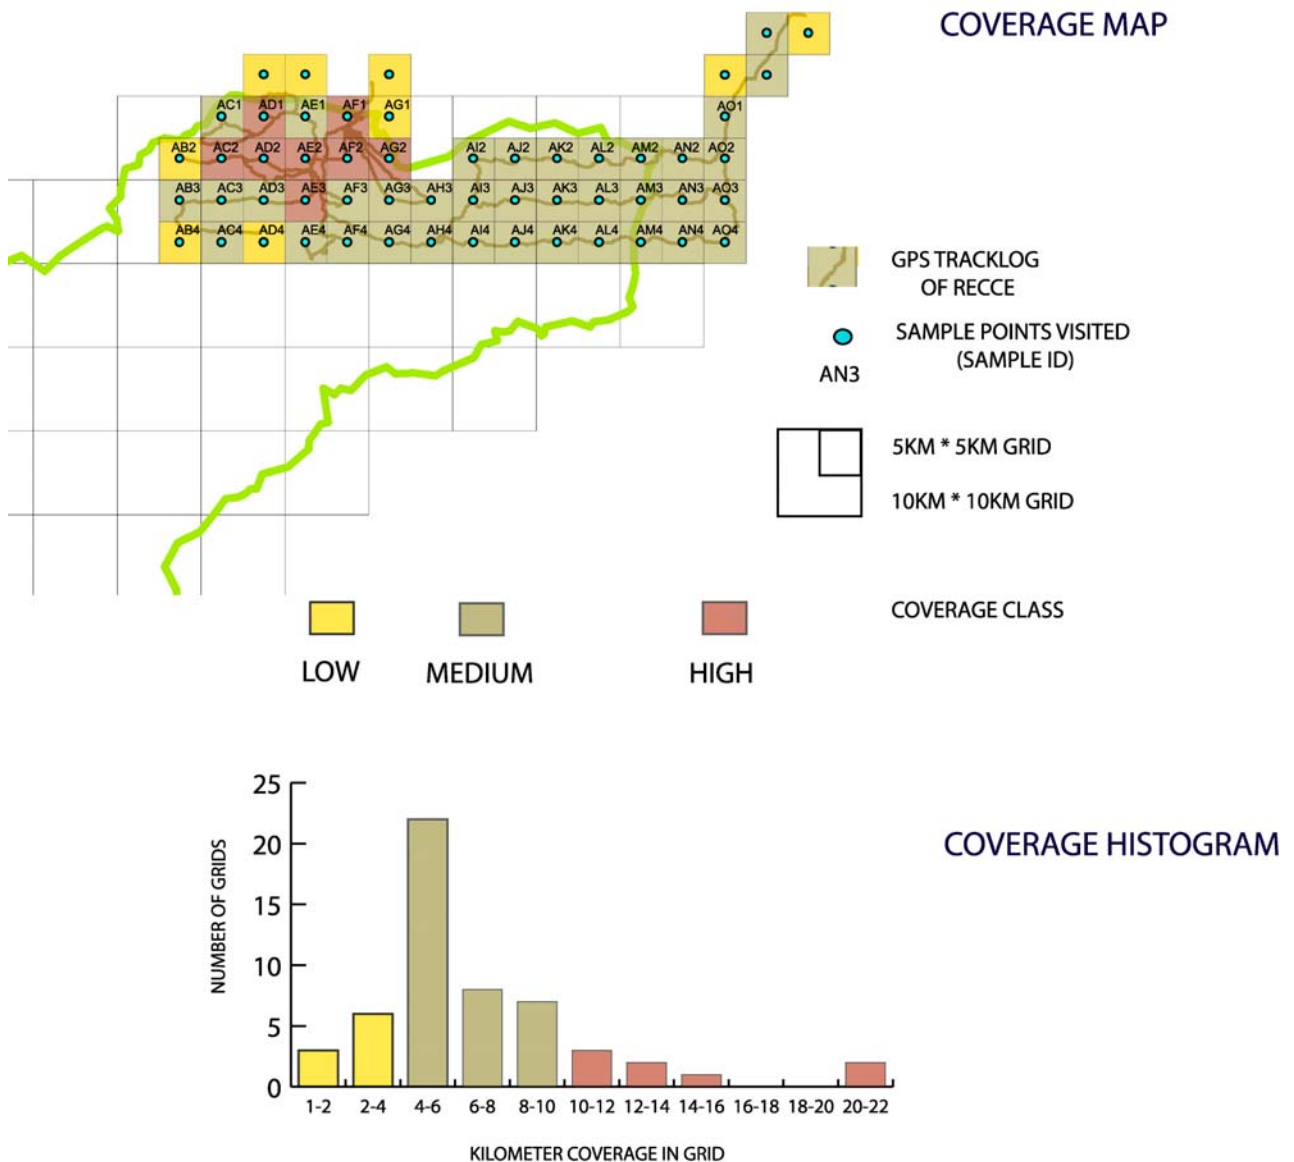 COVERAGE MAP
AC1 AD1 AE1 AF1 AG1 AO1
AB2 AC2 AD2 AE2 AF2 AG2 AI2 AJ2 AK2 AL2 AM2 AN2 AO2
AB3 AC3 AD3 AE3 AF3 AG3 AH3 AI3 AJ3 AK3 AL3 AM3 AN3 AO3
AB4 AC4 AD4 AE4 AF4 AG4 AH4 AI4 AJ4 AK4 AL4 AM4 AN4 AO4
GPS TRACKLOG
OF RECCE
SAMPLE POINTS VISITED
(SAMPLE ID)
AN3
5KM * 5KM GRID
10KM * 10KM GRID
COVERAGE CLASS
LOW MEDIUM HIGH
COVERAGE HISTOGRAM
NUMBER OF GRIDS
25
20
15
10
5
0
1-2 2-4 4-6 6-8 8-10 10-12 12-14 14-16 16-18 18-20 20-22
KILOMETER COVERAGE IN GRID